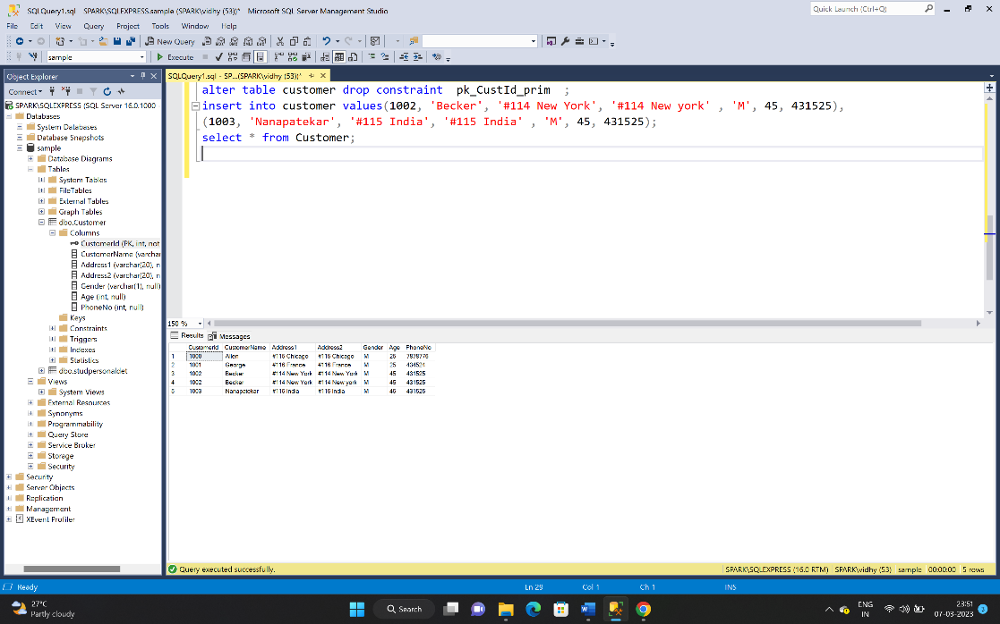 SQLQuery1.sql - SPARK\SQLEXPRESS.sample (SPARK\vidhy (53))* - Microsoft SQL Server Management Studio
Quick Launch (Ctrl+Q)
File Edit View Query Project Tools Window Help
New Query
sample Execute
Object Explorer
SQLQuery1.sql - SP...(SPARK\vidhy (53))*
Connect
SPARK\SQLEXPRESS (SQL Server 16.0.1000
Databases
System Databases
Database Snapshots
sample
Database Diagrams
Tables
System Tables
FileTables
External Tables
Graph Tables
dbo.Customer
Columns
CustomerId (PK, int, not
CustomerName (varchar
Address1 (varchar(20), n
Address2 (varchar(20), n
Gender (varchar(1), null)
Age (int, null)
PhoneNo (int, null)
Keys
Constraints
Triggers
Indexes
Statistics
dbo.studpersonaldet
Views
System Views
External Resources
Synonyms
Programmability
Query Store
Service Broker
Storage
Security
Security
Server Objects
Replication
Management
XEvent Profiler
alter table customer drop constraint pk_CustId_prim ;
insert into customer values(1002, 'Becker', '#114 New York', '#114 New york' , 'M', 45, 431525),
(1003, 'Nanapatekar', '#115 India', '#115 India' , 'M', 45, 431525);
select * from Customer;
150 %
Results Messages
CustomerId CustomerName Address1 Address2 Gender Age PhoneNo
1 1000 Allen #115 Chicago #115 Chicago M 25 7878776
2 1001 George #116 France #116 France M 25 434524
3 1002 Becker #114 New York #114 New York M 45 431525
4 1002 Becker #114 New York #114 New york M 45 431525
5 1003 Nanapatekar #115 India #115 India M 45 431525
Query executed successfully. SPARK\SQLEXPRESS (16.0 RTM) SPARK\vidhy (53) sample 00:00:00 5 rows
Ready Ln 29 Col 1 Ch 1 INS
27°C
Partly cloudy
Search
ENG
IN
23:51
07-03-2023
3